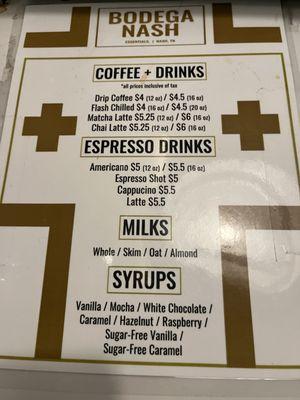 BODEGA
NASH
ESSENTIALS. | NASH, TN
COFFEE + DRINKS
*all prices inclusive of tax
Drip Coffee $4 (12 oz) / $4.5 (16 oz)
Flash Chilled $4 (16 oz) / $4.5 (20 oz)
Matcha Latte $5.25 (12 oz) / $6 (16 oz)
Chai Latte $5.25 (12 oz) / $6 (16 oz)
ESPRESSO DRINKS
Americano $5 (12 oz) / $5.5 (16 oz)
Espresso Shot $5
Cappucino $5.5
Latte $5.5
MILKS
Whole / Skim / Oat / Almond
SYRUPS
Vanilla / Mocha / White Chocolate /
Caramel / Hazelnut / Raspberry /
Sugar-Free Vanilla /
Sugar-Free Caramel